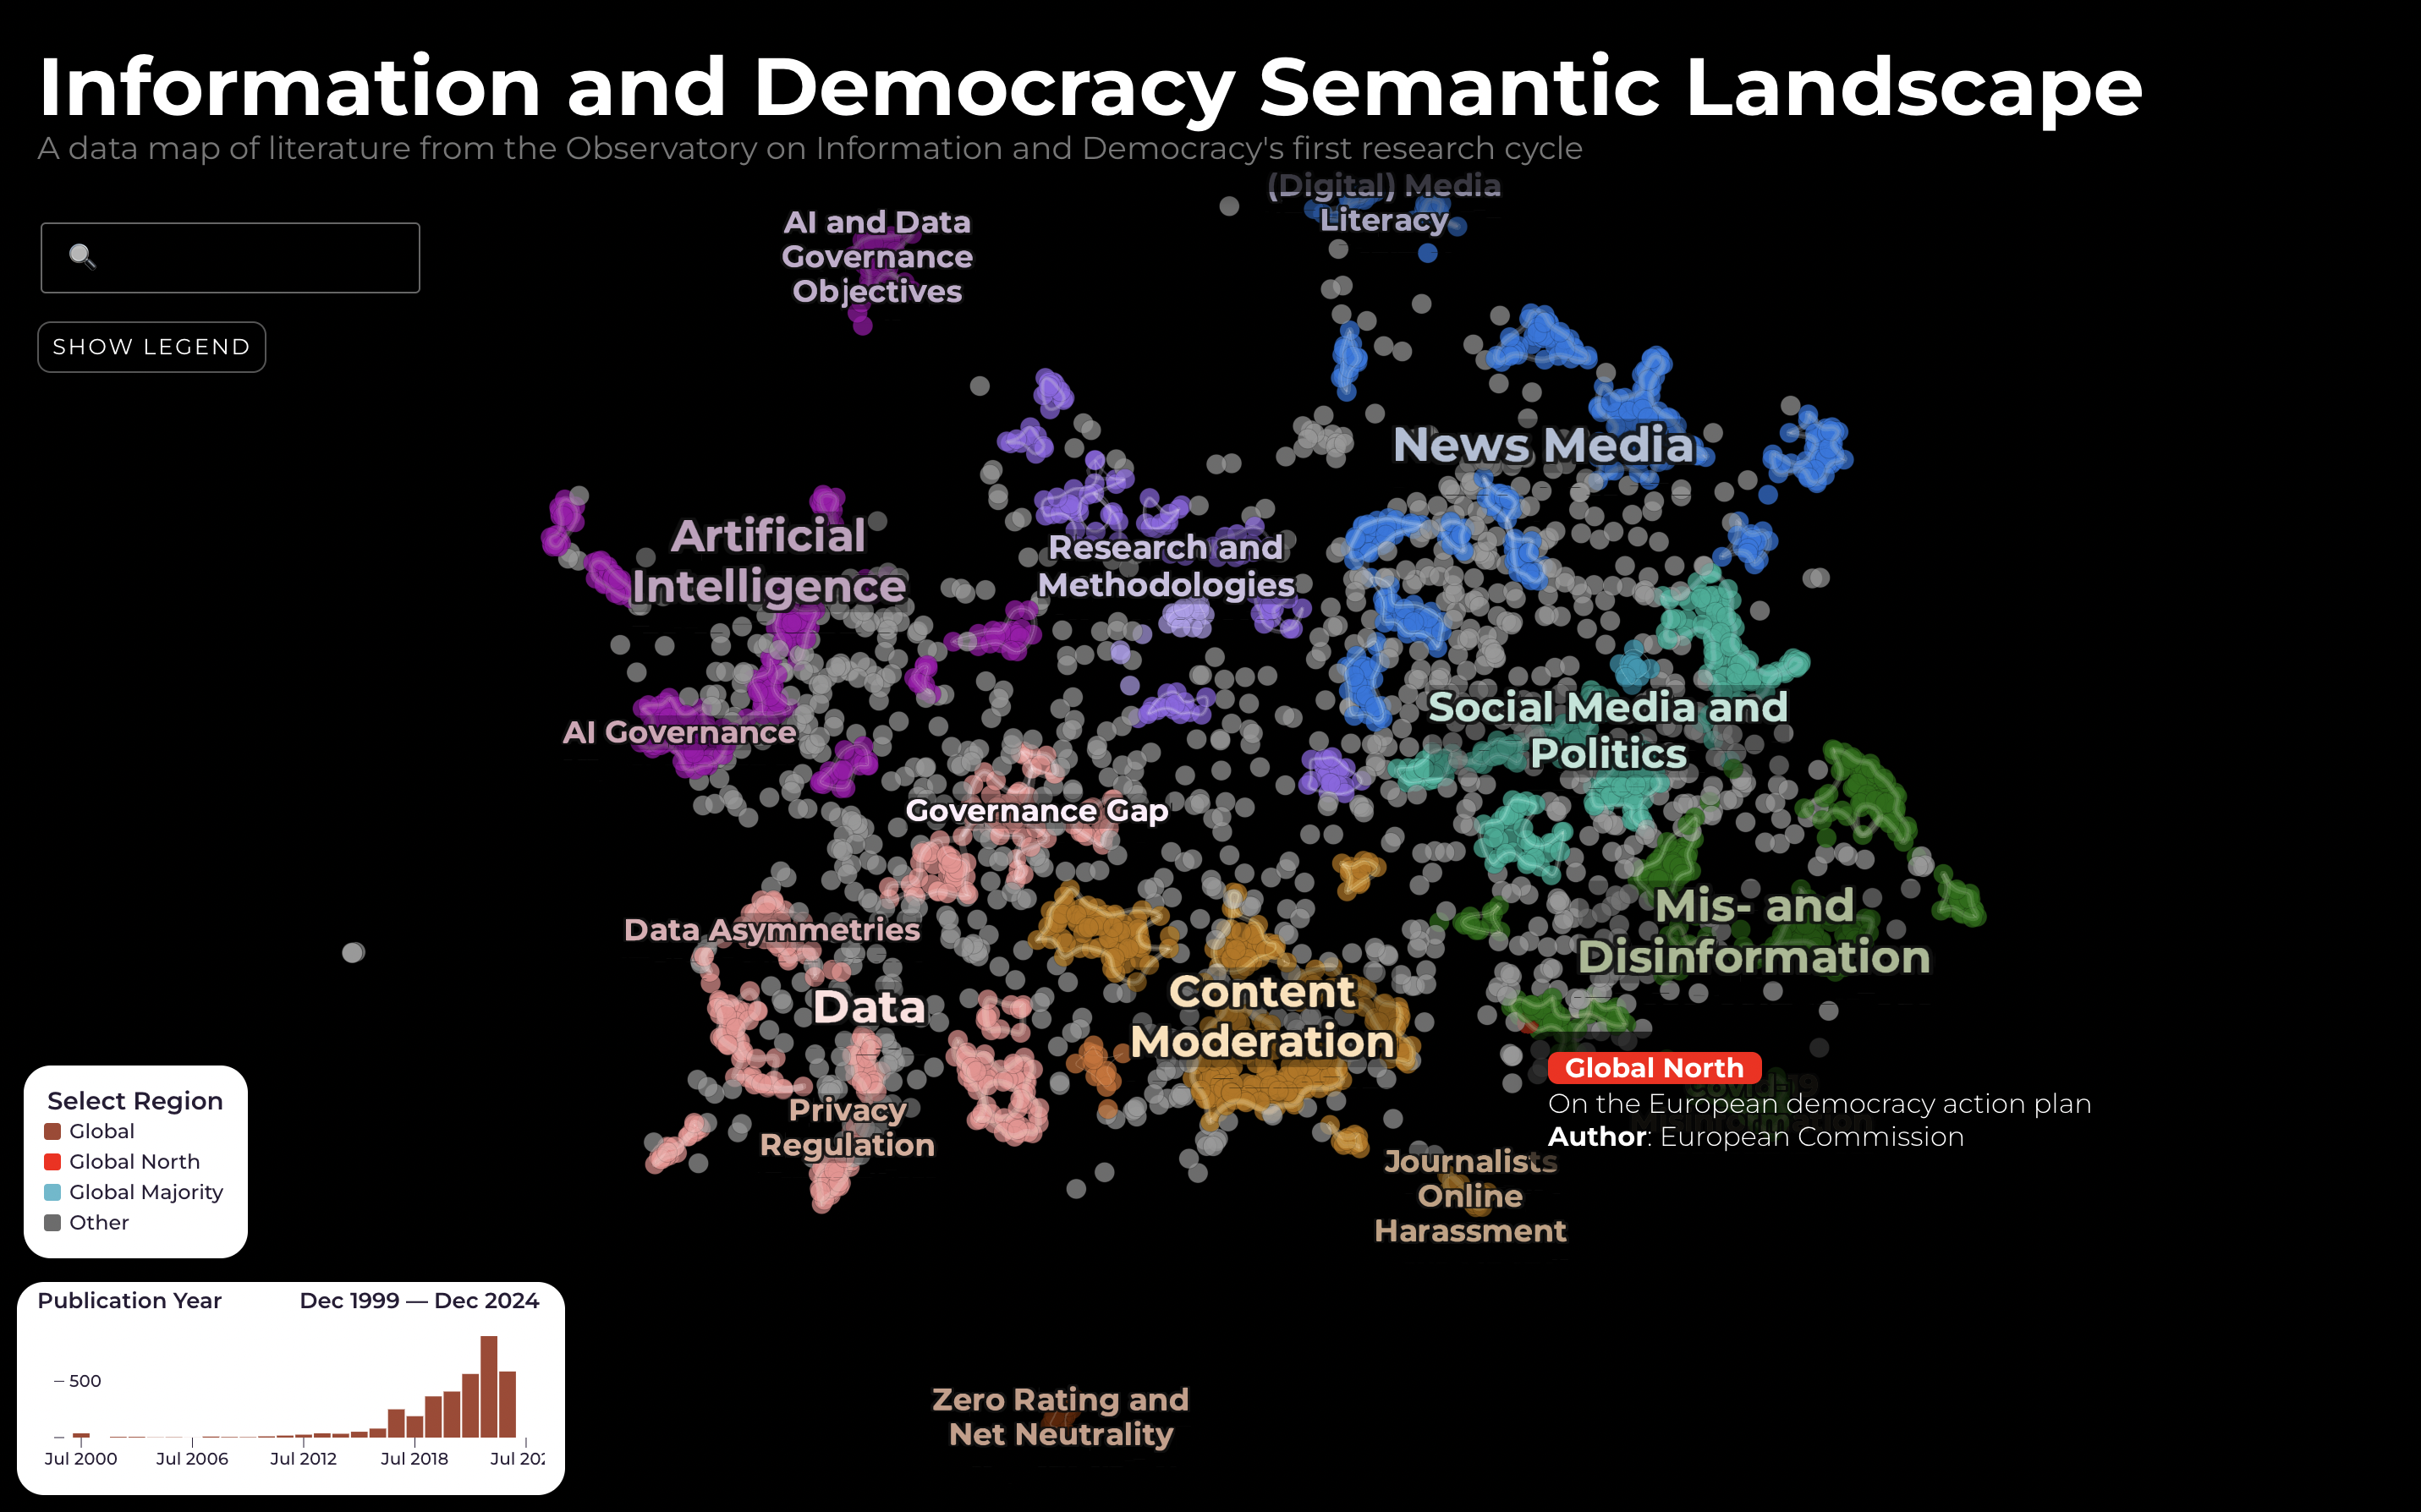 Information and Democracy Semantic Landscape
A data map of literature from the Observatory on Information and Democracy's first research cycle
SHOW LEGEND
(Digital) Media
Literacy
AI and Data
Governance
Objectives
News Media
Artificial
Intelligence
Research and
Methodologies
AI Governance
Social Media and
Politics
Governance Gap
Data Asymmetries
Mis- and
Disinformation
Data
Content
Moderation
Privacy
Regulation
Journalists
Online
Harassment
Zero Rating and
Net Neutrality
Global North
Covid-19
On the European democracy action plan
Author: European Commission
Select Region
Global
Global North
Global Majority
Other
Publication Year
Dec 1999 — Dec 2024
500
Jul 2000
Jul 2006
Jul 2012
Jul 2018
Jul 202